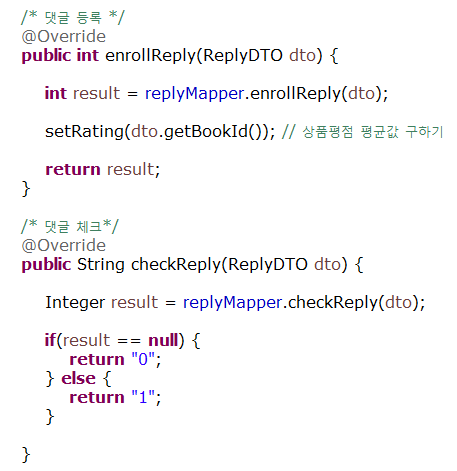 /* 댓글 등록 */
@Override
public int enrollReply(ReplyDTO dto) {
int result = replyMapper.enrollReply(dto);
setRating(dto.getBookId()); // 상품평점 평균값 구하기
return result;
}
/* 댓글 체크*/
@Override
public String checkReply(ReplyDTO dto) {
Integer result = replyMapper.checkReply(dto);
if(result == null) {
return "0";
} else {
return "1";
}
}